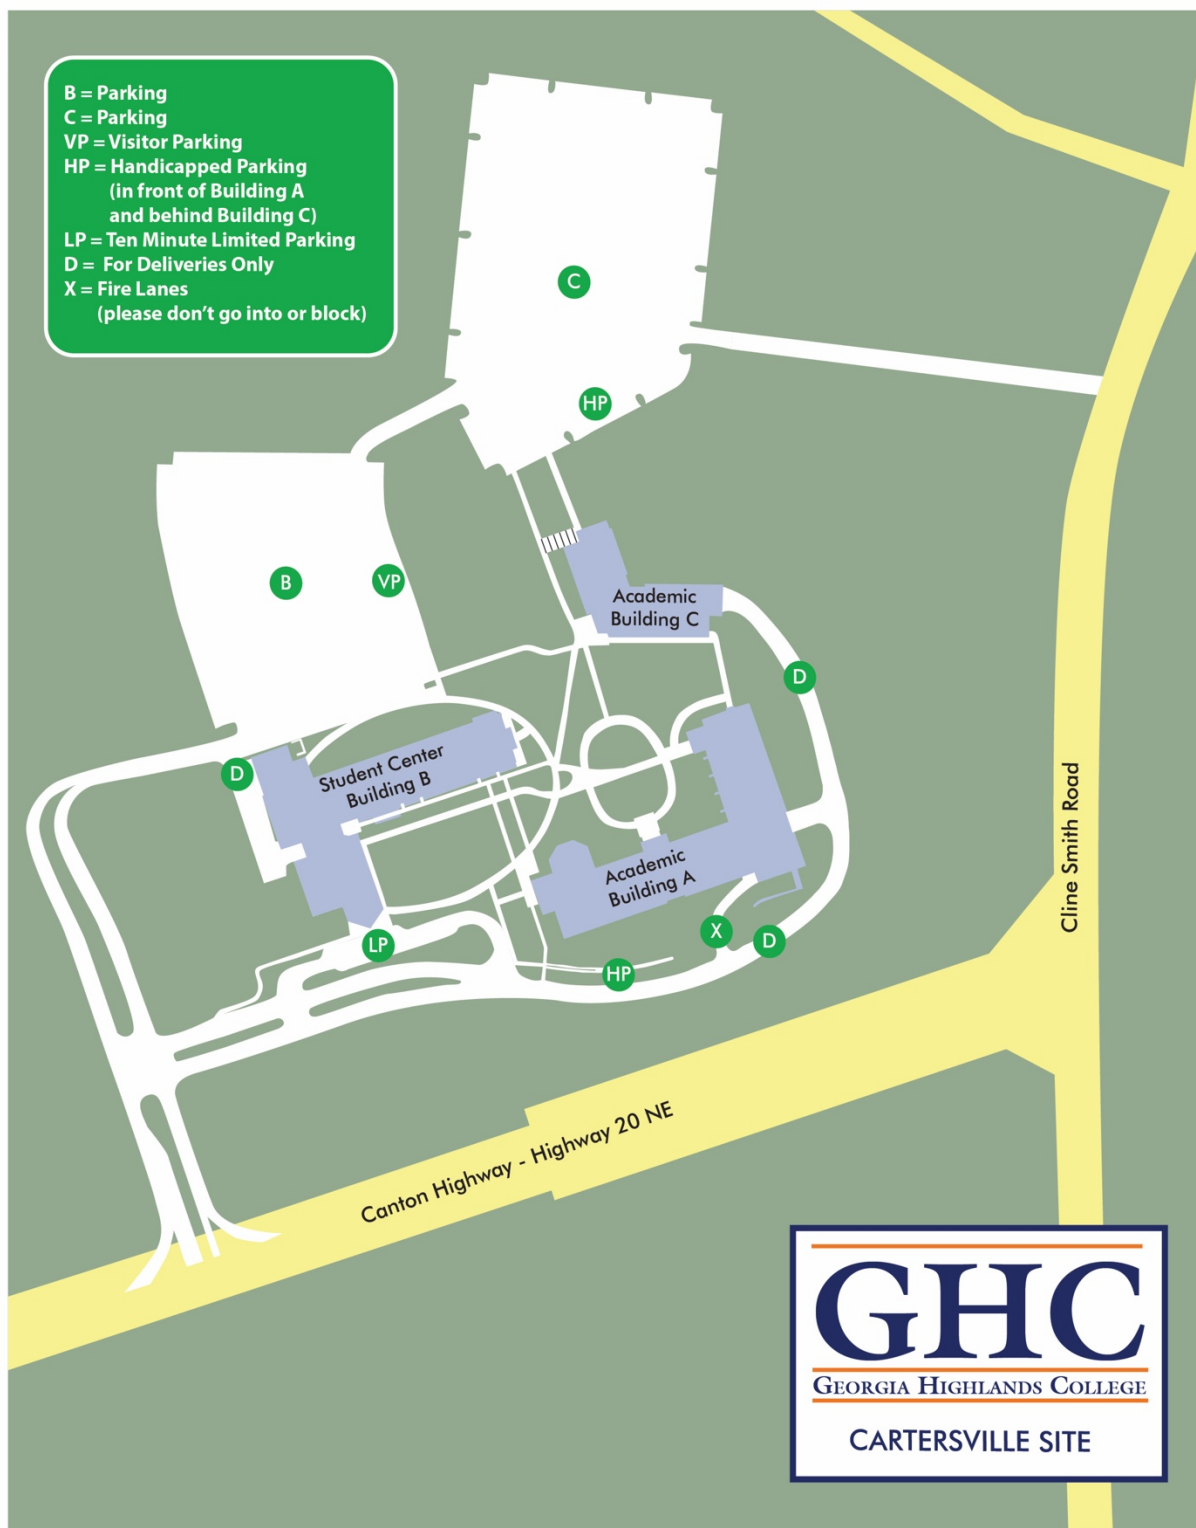 B = Parking
C = Parking
VP = Visitor Parking
HP = Handicapped Parking
(in front of Building A
and behind Building C)
LP = Ten Minute Limited Parking
D = For Deliveries Only
X = Fire Lanes
(please don't go into or block)
C
HP
B
VP
Academic
Building C
D
D
Student Center
Building B
Academic
Building A
Cline Smith Road
X
D
LP
HP
Canton Highway - Highway 20 NE
GHC
GEORGIA HIGHLANDS COLLEGE
CARTERSVILLE SITE